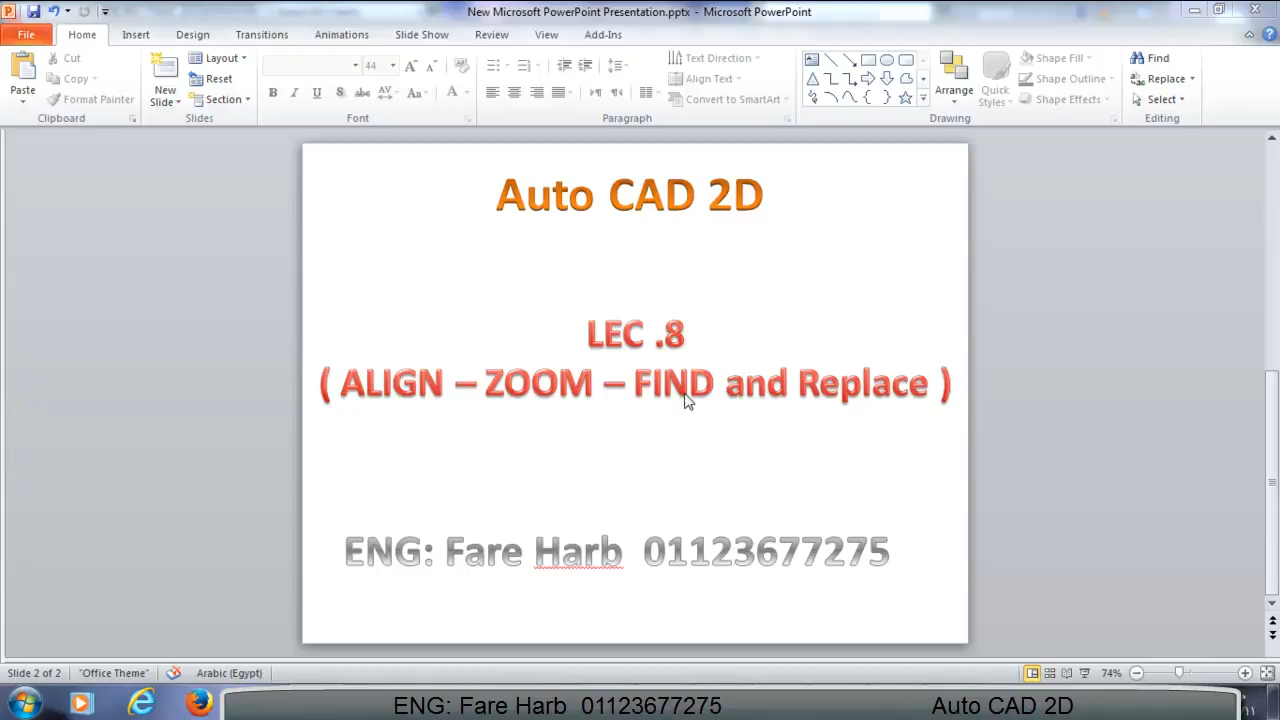 New Microsoft PowerPoint Presentation.pptx - Microsoft PowerPoint
File Home Insert Design Transitions Animations Slide Show Review View Add-Ins
Paste
Cut
Copy
Format Painter
Clipboard
New Slide
Layout
Reset
Section
Slides
44
Font
Text Direction
Align Text
Convert to SmartArt
Paragraph
Arrange
Quick Styles
Shape Fill
Shape Outline
Shape Effects
Drawing
Find
Replace
Select
Editing
Auto CAD 2D
LEC .8
( ALIGN – ZOOM – FIND and Replace )
ENG: Fare Harb 01123677275
Slide 2 of 2 "Office Theme" Arabic (Egypt) 74%
ENG: Fare Harb 01123677275 Auto CAD 2D